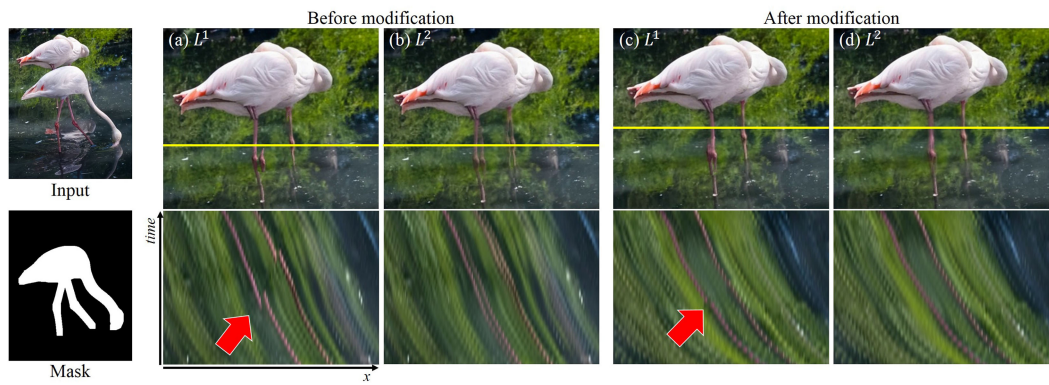 Before modification
After modification
(a) L¹
(b) L²
(c) L¹
(d) L²
Input
Mask
time
x